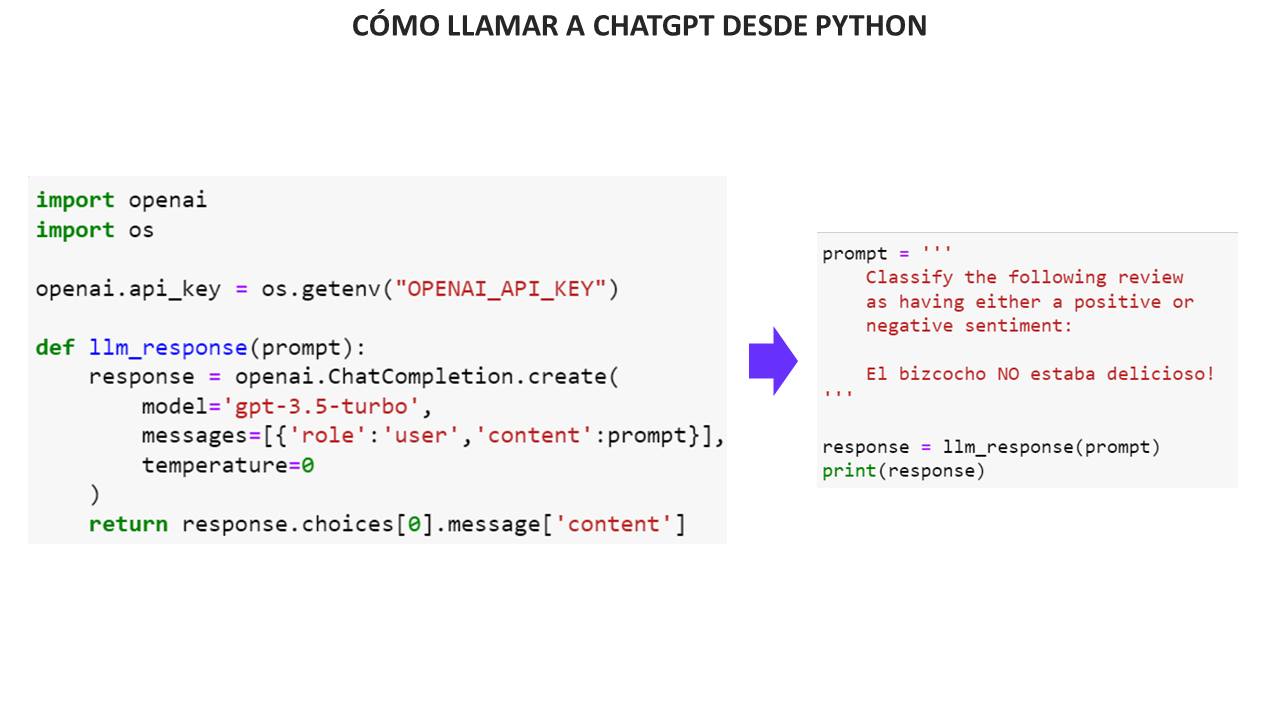 CÓMO LLAMAR A CHATGPT DESDE PYTHON
import openai
import os
openai.api_key = os.getenv("OPENAI_API_KEY")
def llm_response(prompt):
    response = openai.ChatCompletion.create(
        model='gpt-3.5-turbo',
        messages=[{'role':'user','content':prompt}],
        temperature=0
    )
    return response.choices[0].message['content']
prompt = '''
    Classify the following review
    as having either a positive or
    negative sentiment:
    El bizcocho NO estaba delicioso!
'''
response = llm_response(prompt)
print(response)